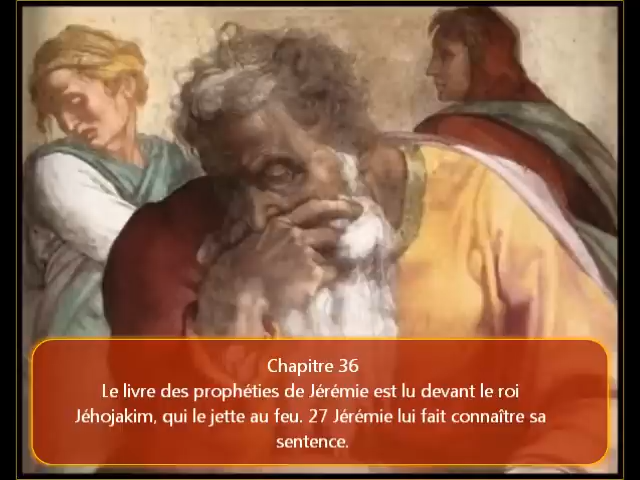 Chapitre 36
Le livre des prophéties de Jérémie est lu devant le roi
Jéhojakim, qui le jette au feu. 27 Jérémie lui fait connaître sa
sentence.